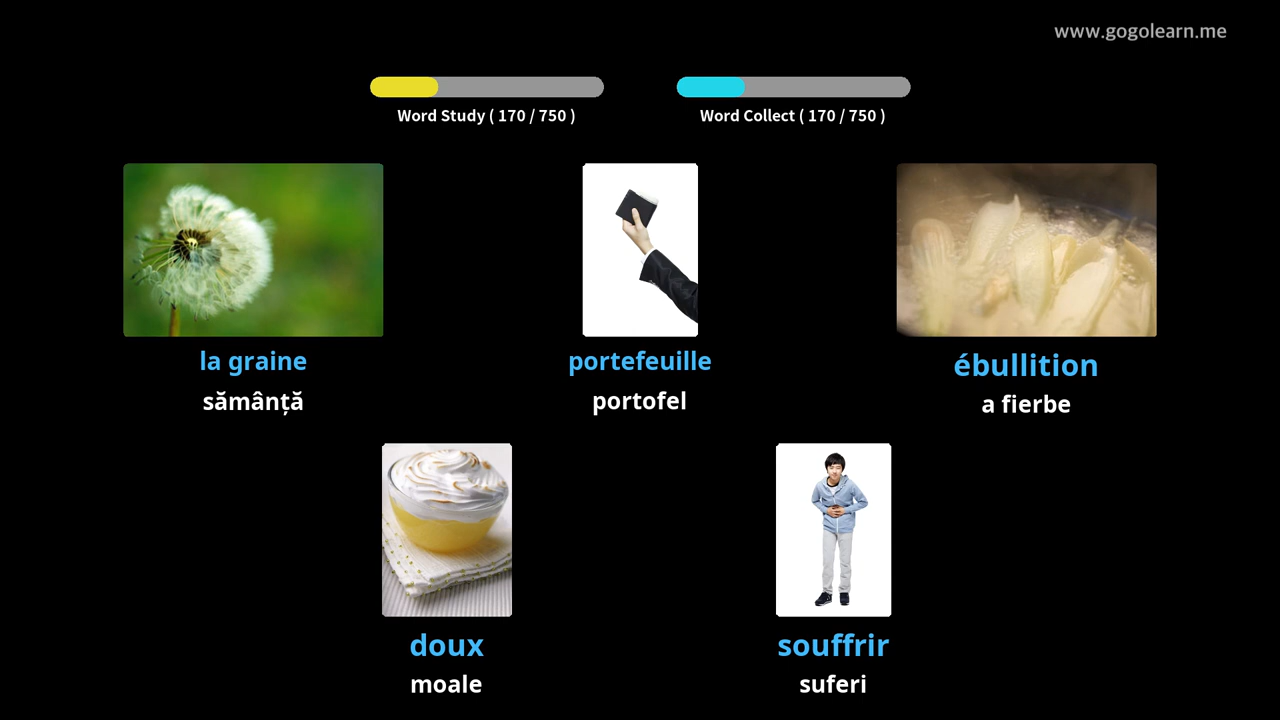 www.gogolearn.me
Word Study ( 170 / 750 )
Word Collect ( 170 / 750 )
la graine
sămânță
portefeuille
portofel
ébullition
a fierbe
doux
moale
souffrir
suferi